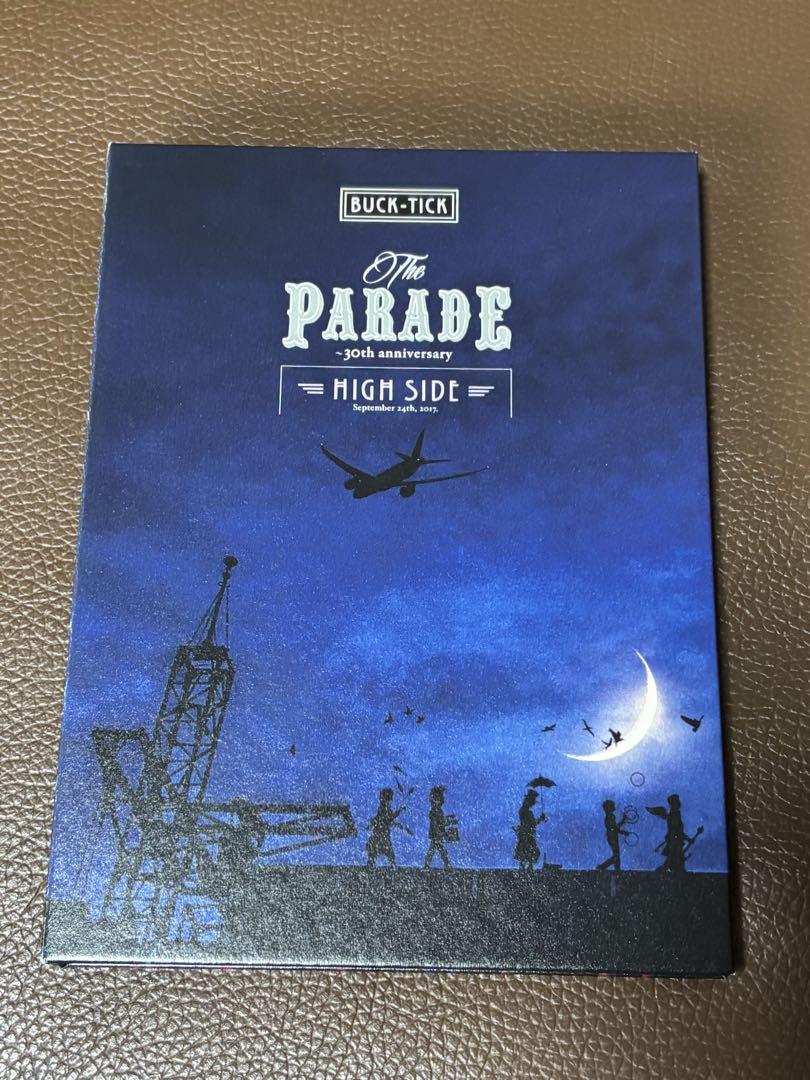 BUCK-TICK
The
PARADE
~30th anniversary
HIGH SIDE
September 24th, 2017.